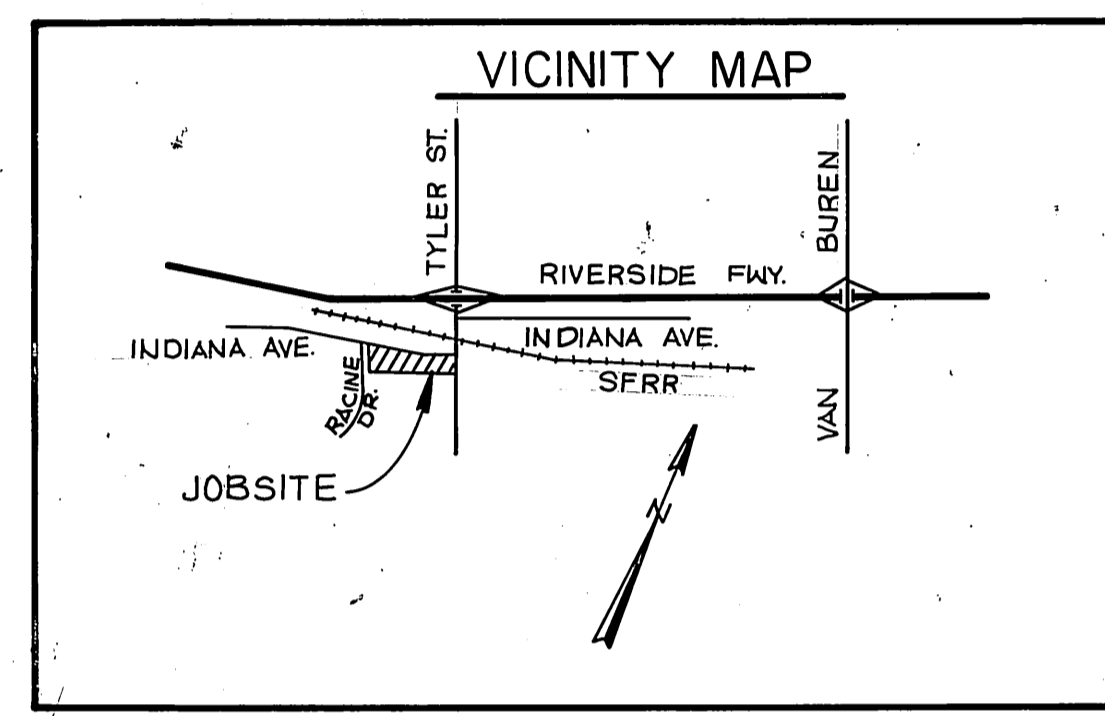 VICINITY MAP
TYLER ST.
VAN BUREN
RIVERSIDE FWY.
INDIANA AVE.
INDIANA AVE.
SFRR
RACINE
DR.
JOBSITE
N